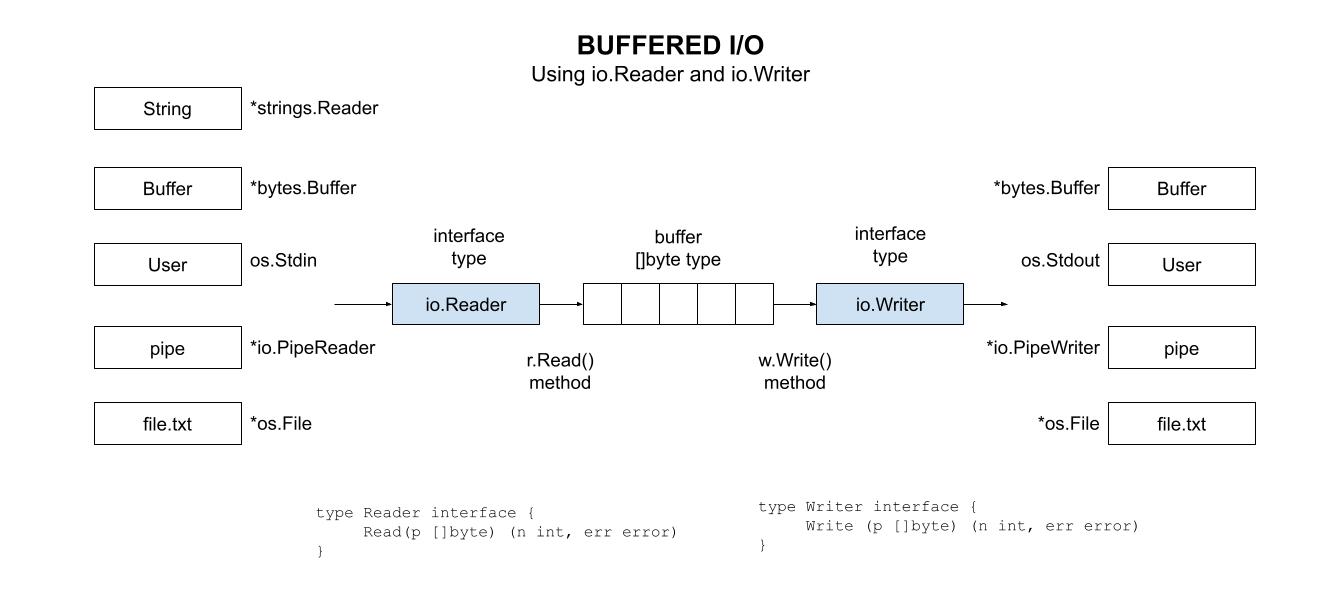 BUFFERED I/O
Using io.Reader and io.Writer
String
*strings.Reader
Buffer
*bytes.Buffer
*bytes.Buffer
Buffer
interface
type
buffer
[]byte type
interface
type
User
os.Stdin
os.Stdout
User
io.Reader
io.Writer
pipe
*io.PipeReader
r.Read()
method
w.Write()
method
*io.PipeWriter
pipe
file.txt
*os.File
*os.File
file.txt
type Reader interface {
     Read(p []byte) (n int, err error)
}
type Writer interface {
     Write (p []byte) (n int, err error)
}